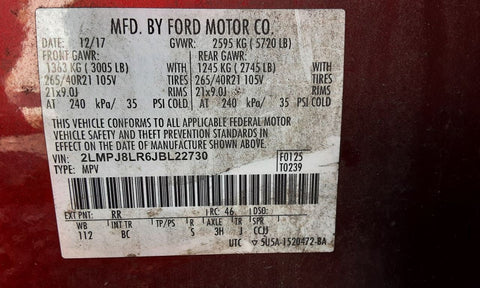 MFD. BY FORD MOTOR CO.
DATE: 12/17 GVWR: 2595 KG ( 5720 LB)
FRONT GAWR: REAR GAWR:
1363 KG ( 3005 LB) 1245 KG ( 2745 LB)
265/40R21 105V TIRES 265/40R21 105V TIRES
21x9.0J RIMS 21x9.0J RIMS
AT 240 kPa/ 35 PSI COLD AT 240 kPa/ 35 PSI COLD
THIS VEHICLE CONFORMS TO ALL APPLICABLE FEDERAL MOTOR
VEHICLE SAFETY AND THEFT PREVENTION STANDARDS IN
EFFECT ON THE DATE OF MANUFACTURE SHOWN ABOVE.
VIN: 2LMPJ8LR6JBL22730 F0125
TYPE: MPV T0239
EXT PNT: RR RC: 46 DSO:
WB INT TR TP/PS R AXLE TR SPR
112 BC S 3H J CCJJ
UTC 5U5A-1520472-BA